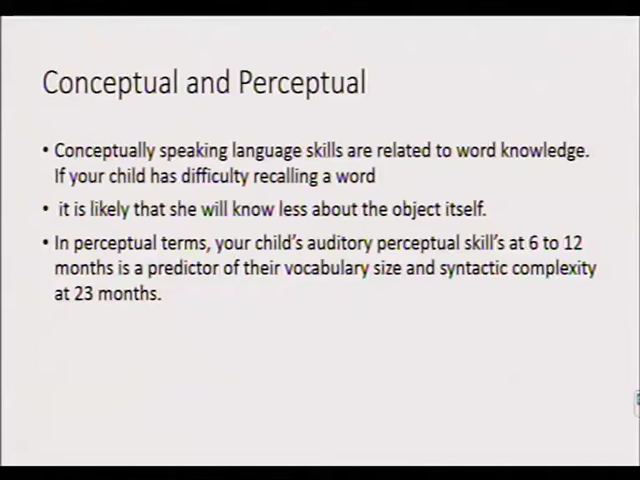 Conceptual and Perceptual
• Conceptually speaking language skills are related to word knowledge.
If your child has difficulty recalling a word
• it is likely that she will know less about the object itself.
• In perceptual terms, your child's auditory perceptual skill's at 6 to 12
months is a predictor of their vocabulary size and syntactic complexity
at 23 months.